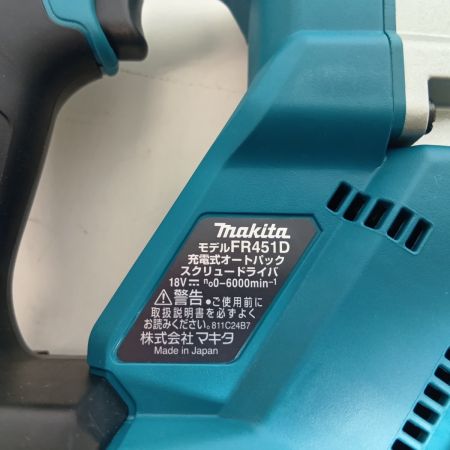 makita
モデルFR451D
充電式オートパック
スクリュードライバ
18V⎓ n₀0-6000min⁻¹
⚠警告●ご使用前に
取扱説明書を必ずよく
お読みください。811C24B7
株式会社 マキタ
Made in Japan